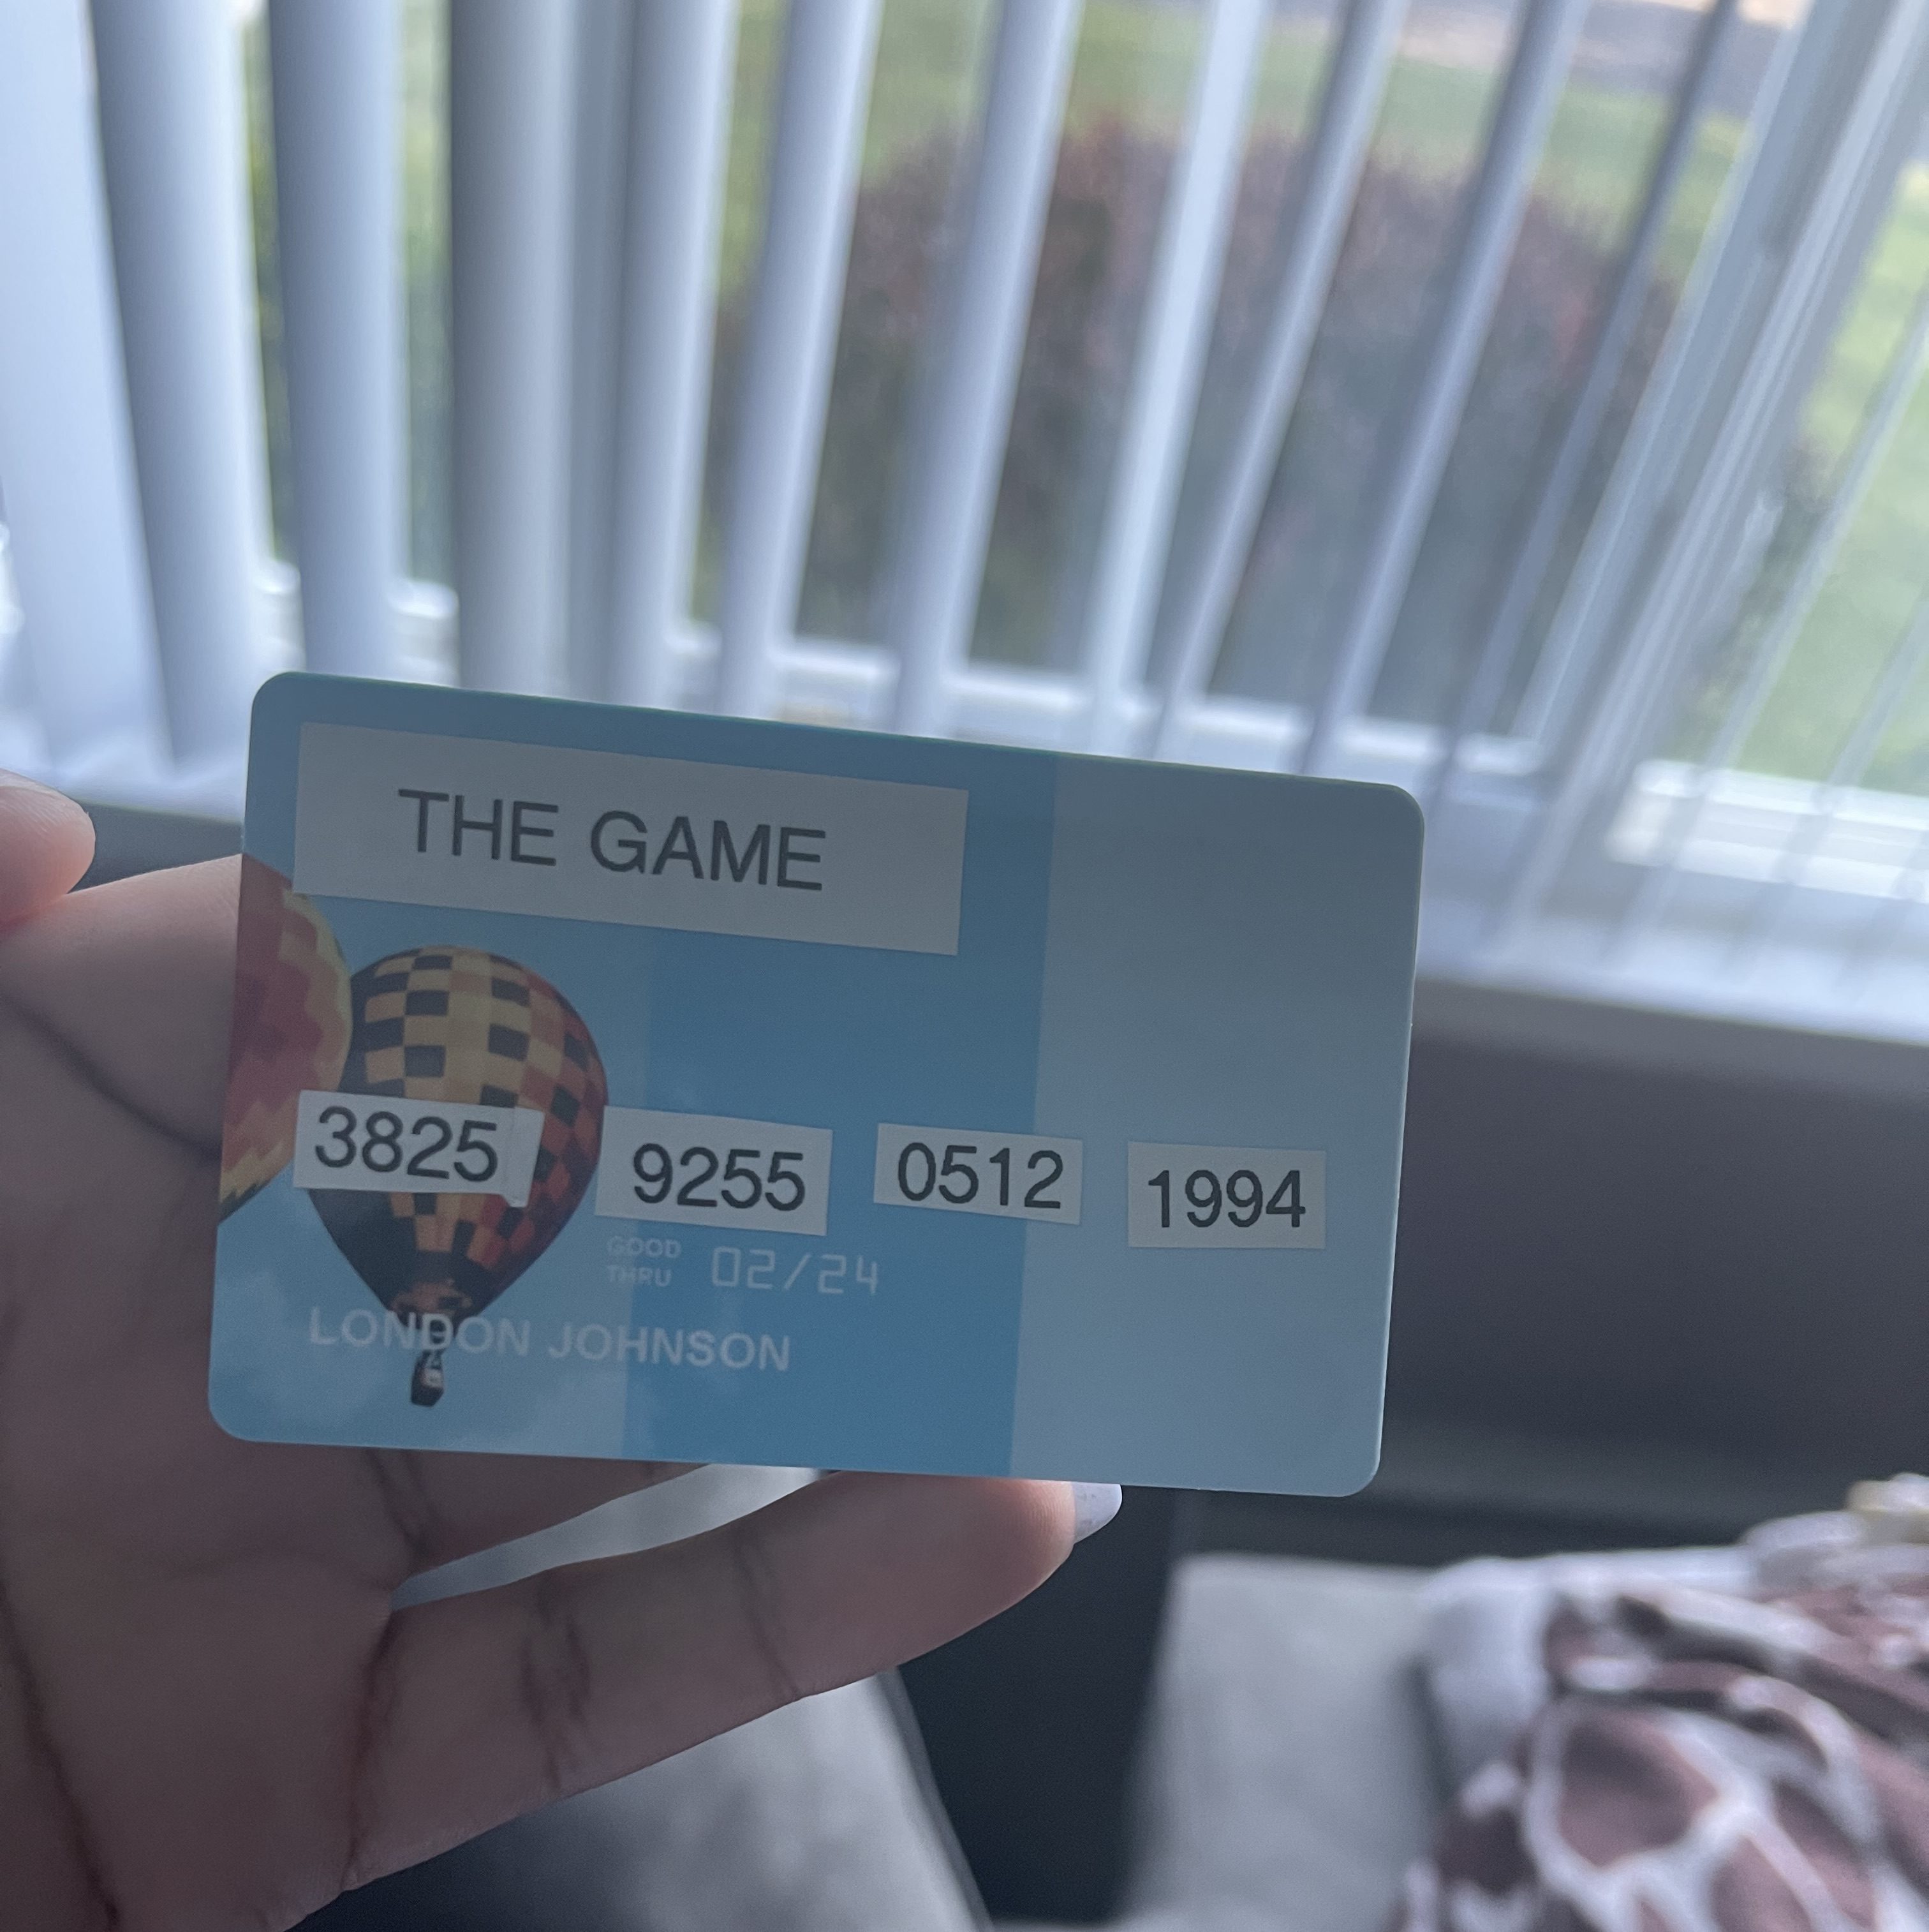 THE GAME
3825 9255 0512 1994
GOOD THRU 02/24
LONDON JOHNSON